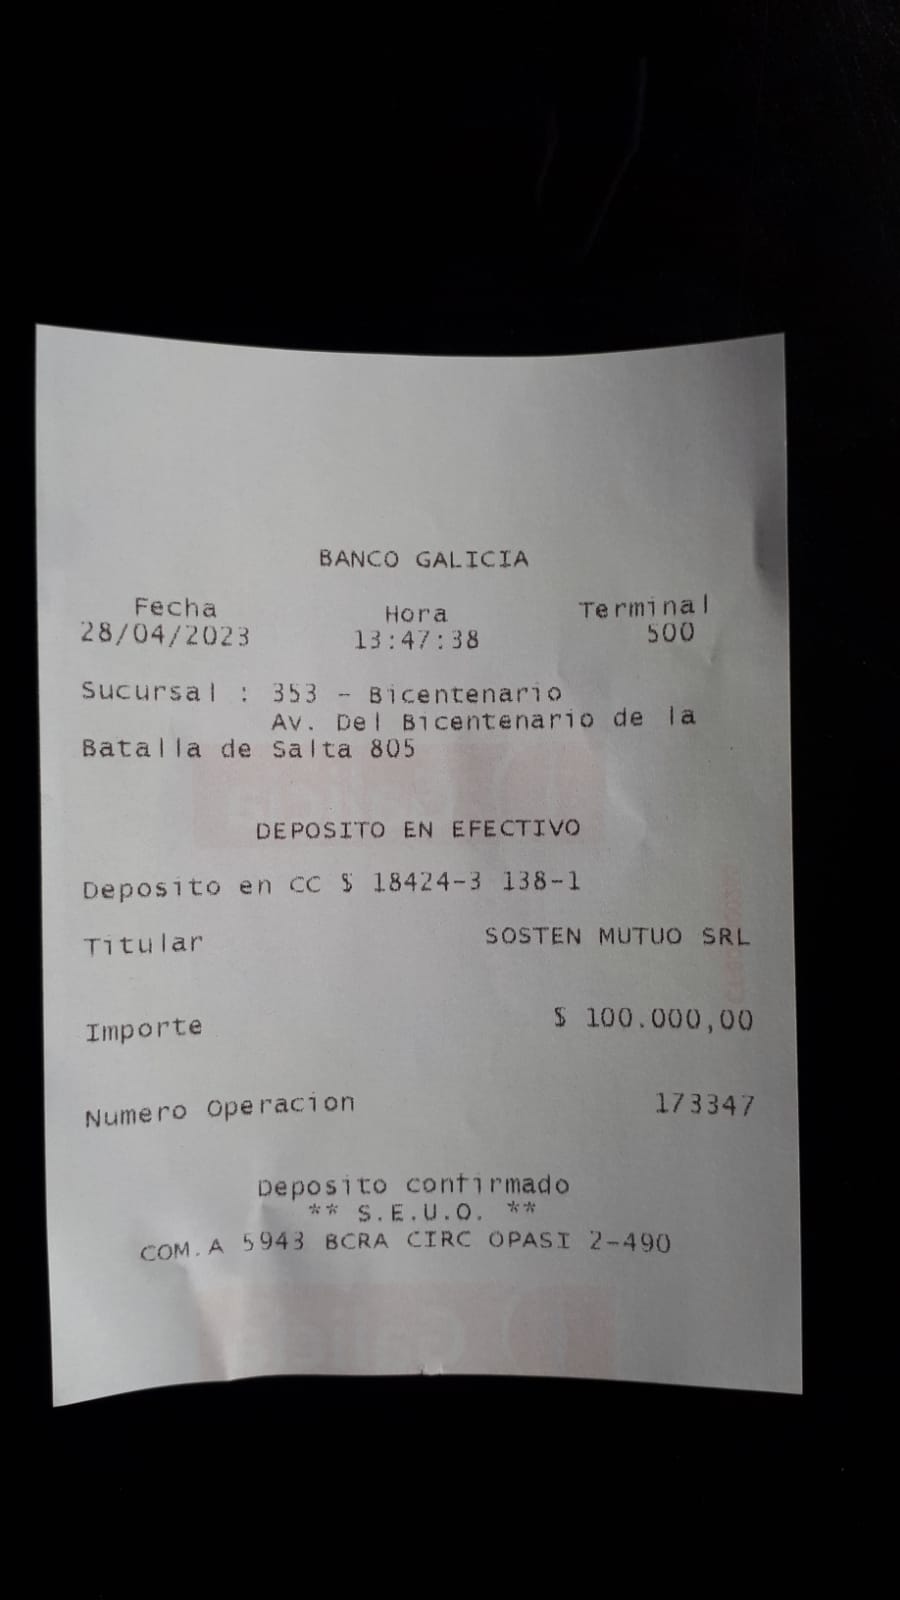 BANCO GALICIA
Fecha Hora Terminal
28/04/2023 13:47:38 500
Sucursal : 353 - Bicentenario
Av. Del Bicentenario de la
Batalla de Salta 805
DEPOSITO EN EFECTIVO
Deposito en CC $ 18424-3 138-1
Titular SOSTEN MUTUO SRL
Importe $ 100.000,00
Numero Operacion 173347
Deposito confirmado
** S.E.U.O. **
COM.A 5943 BCRA CIRC OPASI 2-490
Galicia